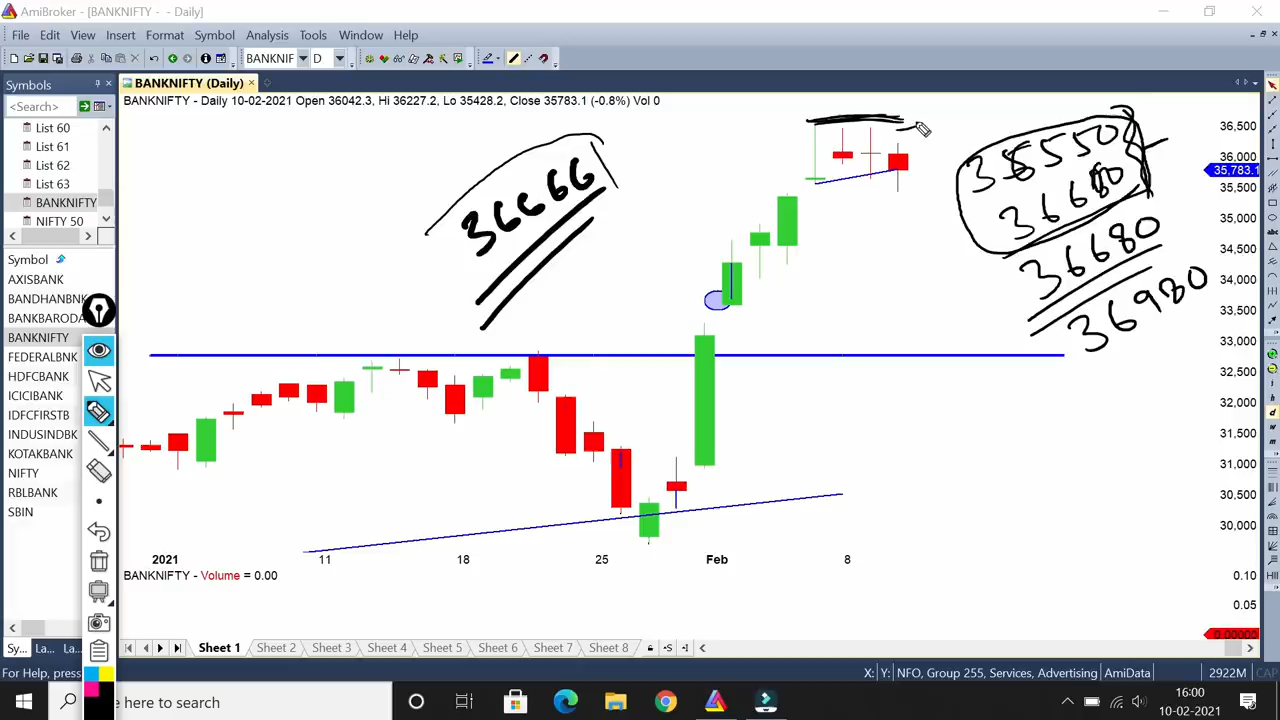 AmiBroker - [BANKNIFTY - - Daily)]
File Edit View Insert Format Analysis Tools Window Help
BANKNIF D
Symbols
BANKNIFTY (Daily)
<Search>
BANKNIFTY - Daily 10-02-2021 Open 36042.3, Hi 36227.2, Lo 35428.2, Close 35783.1 (-0.8%) Vol 0
List 60
List 61
List 62
List 63
BANKNIFTY
NIFTY 50
Symbol
AXISBANK
BANDHANBNK
BANKBARODA
BANKNIFTY
FEDERALBNK
HDFCBANK
ICICIBANK
IDFCFIRSTB
INDUSINDBK
KOTAKBANK
NIFTY
RBLBANK
SBIN
36666
36680
36980
36,500
36,000
35,783.1
35,500
35,000
34,500
34,000
33,500
33,000
32,500
32,000
31,500
31,000
30,500
30,000
2021 11 18 25 Feb 8
BANKNIFTY - Volume = 0.00
0.10
0.05
0.00000
Sy... La... La...
Sheet 1 Sheet 2 Sheet 3 Sheet 4 Sheet 5 Sheet 6 Sheet 7 Sheet 8
For Help, press
X: Y: NFO, Group 255, Services, Advertising AmiData 2922M CAP
here to search
16:00
10-02-2021